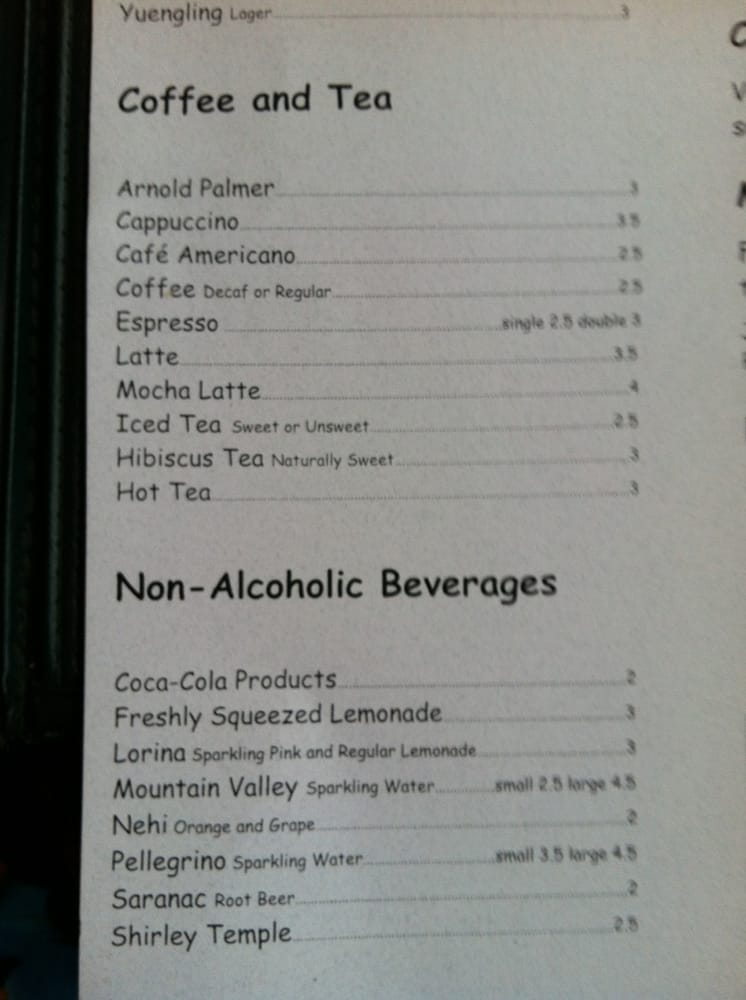 Yuengling Lager 3
Coffee and Tea
Arnold Palmer 3
Cappuccino 3.5
Café Americano 2.5
Coffee Decaf or Regular 2.5
Espresso single 2.5 double 3
Latte 3.5
Mocha Latte 4
Iced Tea Sweet or Unsweet 2.5
Hibiscus Tea Naturally Sweet 3
Hot Tea 3
Non-Alcoholic Beverages
Coca-Cola Products 2
Freshly Squeezed Lemonade 3
Lorina Sparkling Pink and Regular Lemonade 3
Mountain Valley Sparkling Water small 2.5 large 4.5
Nehi Orange and Grape 2
Pellegrino Sparkling Water small 3.5 large 4.5
Saranac Root Beer 2
Shirley Temple 2.5